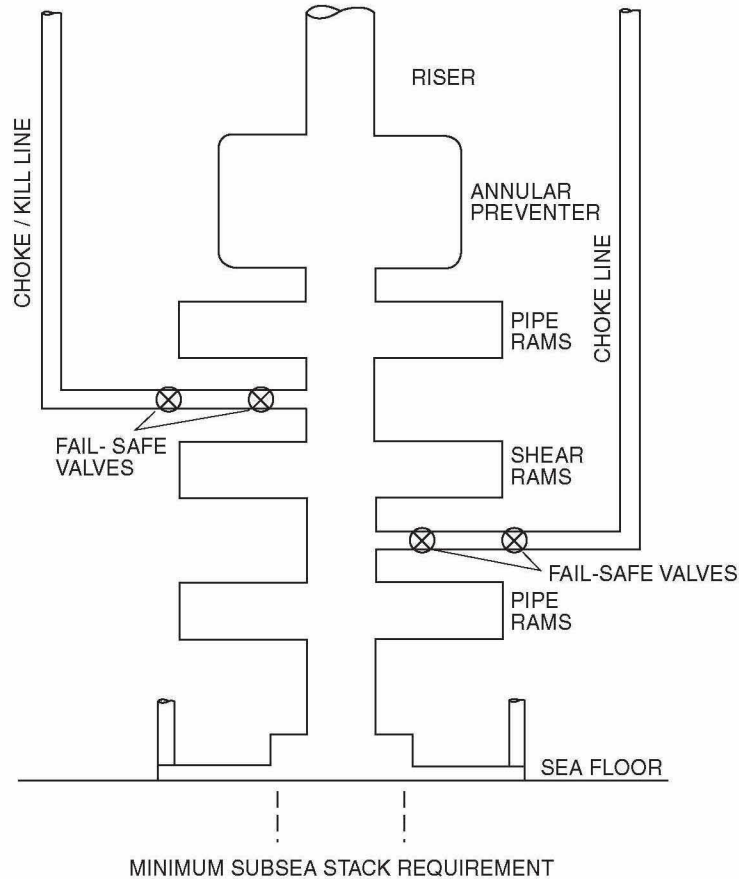 RISER
CHOKE / KILL LINE
ANNULAR
PREVENTER
CHOKE LINE
PIPE
RAMS
FAIL- SAFE
VALVES
SHEAR
RAMS
FAIL-SAFE VALVES
PIPE
RAMS
SEA FLOOR
MINIMUM SUBSEA STACK REQUIREMENT